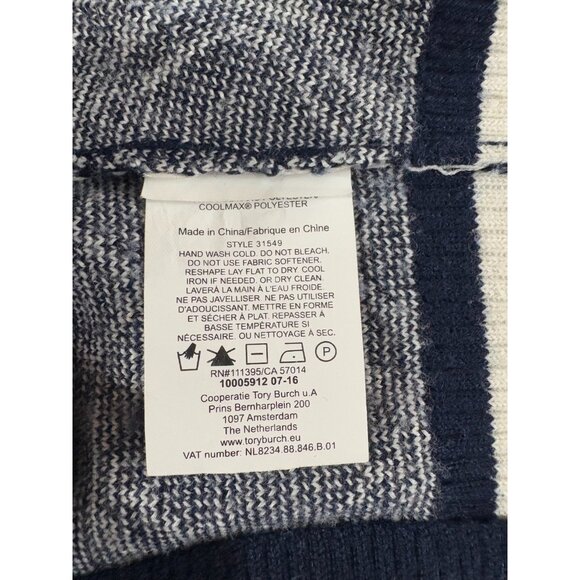 COOLMAX® POLYESTER
Made in China/Fabrique en Chine
STYLE 31549
HAND WASH COLD. DO NOT BLEACH.
DO NOT USE FABRIC SOFTENER.
RESHAPE LAY FLAT TO DRY. COOL
IRON IF NEEDED. OR DRY CLEAN.
LAVERÀ LA MAIN À L'EAU FROIDE.
NE PAS JAVELLISER. NE PAS UTILISER
D'ADOUCISSANT. METTRE EN FORME
ET SÉCHER À PLAT. REPASSER À
BASSE TEMPÉRATURE SI
NÉCESSAIRE. OU NETTOYAGE À SEC.
P
RN#111395/CA 57014
10005912 07-16
Cooperatie Tory Burch u.A
Prins Bernharplein 200
1097 Amsterdam
The Netherlands
www.toryburch.eu
VAT number: NL8234.88.846.B.01